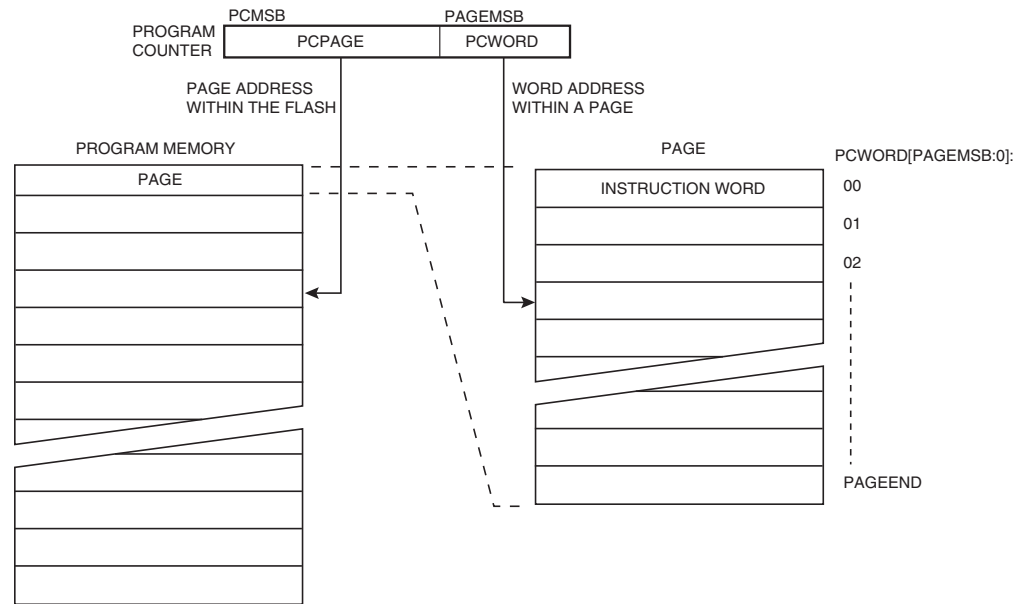 PCMSB PAGEMSB
PROGRAM
COUNTER
PCPAGE PCWORD
PAGE ADDRESS
WITHIN THE FLASH
WORD ADDRESS
WITHIN A PAGE
PROGRAM MEMORY
PAGE
PAGE
INSTRUCTION WORD
PCWORD[PAGEMSB:0]:
00
01
02
PAGEEND